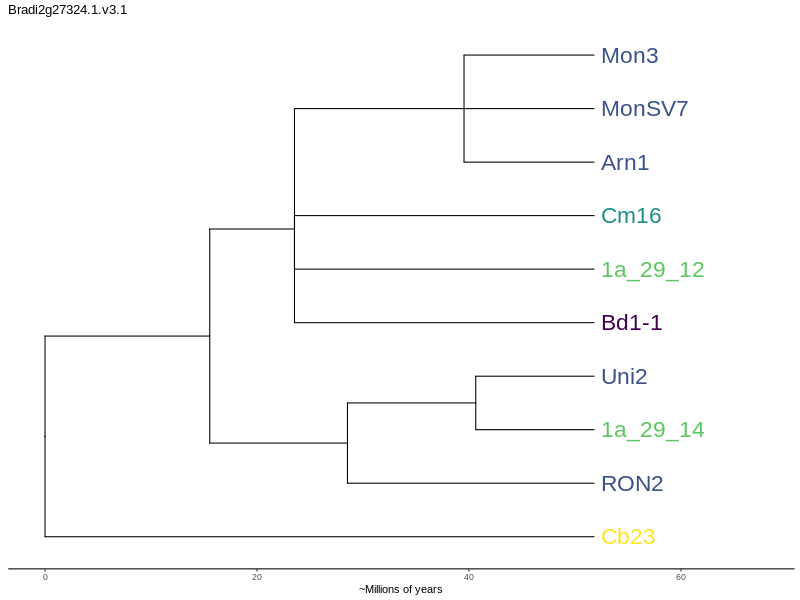 Bradi2g27324.1.v3.1
Mon3
MonSV7
Arn1
Cm16
1a_29_12
Bd1-1
Uni2
1a_29_14
RON2
Cb23
0 20 40 60
~Millions of years